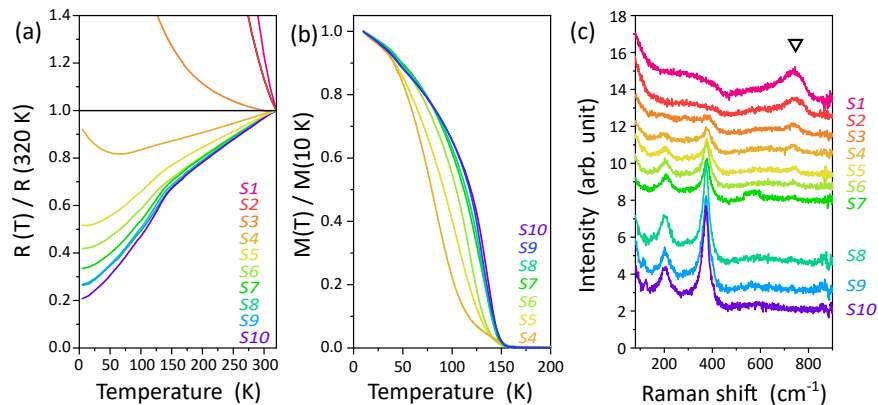 (a)
R (T) / R (320 K)
1.4
1.2
1.0
0.8
0.6
0.4
0.2
0.0
S1
S2
S3
S4
S5
S6
S7
S8
S9
S10
0 50 100 150 200 250 300
Temperature (K)
(b)
M(T) / M(10 K)
1.0
0.8
0.6
0.4
0.2
0.0
S10
S9
S8
S7
S6
S5
S4
0 50 100 150 200
Temperature (K)
(c)
Intensity (arb. unit)
18
16
14
12
10
8
6
4
2
0
S1
S2
S3
S4
S5
S6
S7
S8
S9
S10
200 400 600 800
Raman shift (cm⁻¹)